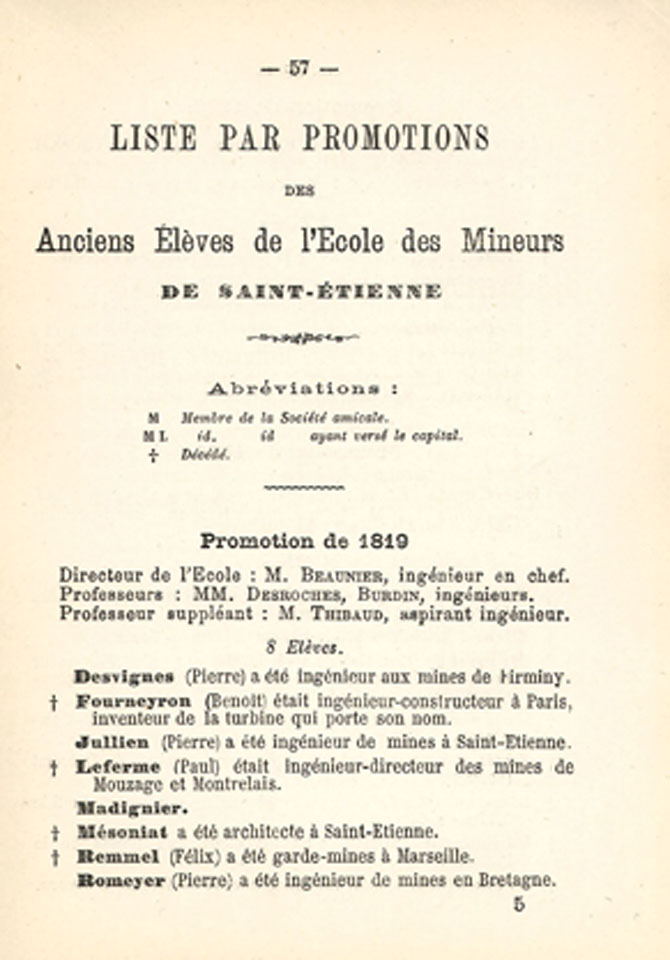 — 57 —
LISTE PAR PROMOTIONS
DES
Anciens Élèves de l'Ecole des Mineurs
DE SAINT-ÉTIENNE
Abréviations :
M Membre de la Société amicale.
M L id. id ayant versé le capital.
† Décédé.
Promotion de 1819
Directeur de l'Ecole : M. BEAUNIER, ingénieur en chef.
Professeurs : MM. DESROCHES, BURDIN, ingénieurs.
Professeur suppléant : M. THIBAUD, aspirant ingénieur.
8 Elèves.
Desvignes (Pierre) a été ingénieur aux mines de Firminy.
† Fourneyron (Benoit) était ingénieur-constructeur à Paris,
inventeur de la turbine qui porte son nom.
Jullien (Pierre) a été ingénieur de mines à Saint-Etienne.
† Leferme (Paul) était ingénieur-directeur des mines de
Mouzage et Montrelais.
Madignier.
† Mésoniat a été architecte à Saint-Etienne.
† Remmel (Félix) a été garde-mines à Marseille.
Romeyer (Pierre) a été ingénieur de mines en Bretagne.
5